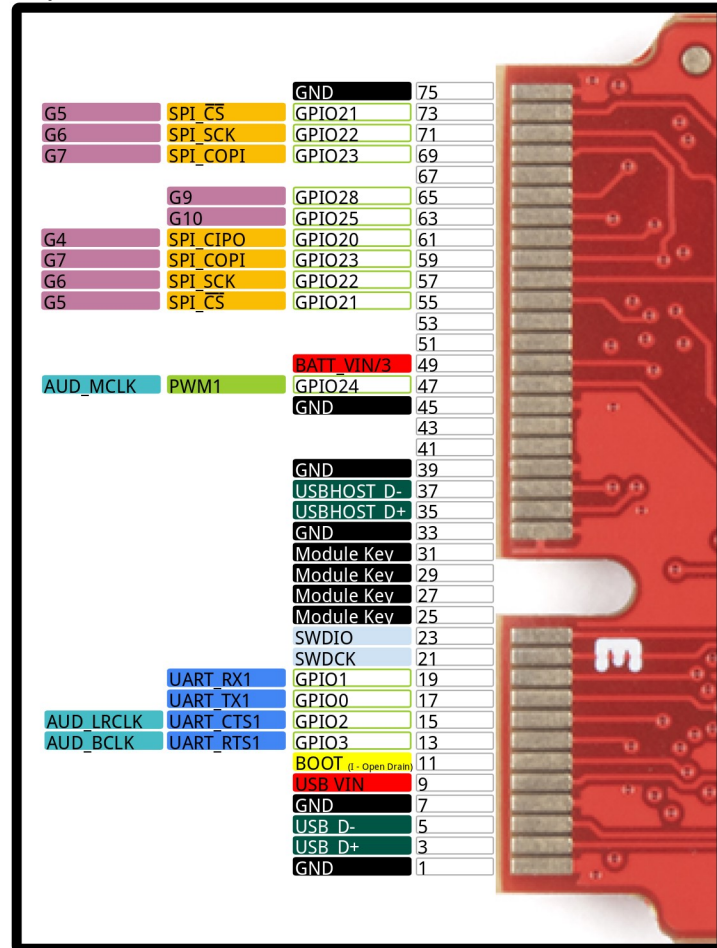 GND 75
G5 SPI_C̅S̅ GPIO21 73
G6 SPI_SCK GPIO22 71
G7 SPI_COPI GPIO23 69
67
G9 GPIO28 65
G10 GPIO25 63
G4 SPI_CIPO GPIO20 61
G7 SPI_COPI GPIO23 59
G6 SPI_SCK GPIO22 57
G5 SPI_C̅S̅ GPIO21 55
53
51
BATT_VIN/3 49
AUD_MCLK PWM1 GPIO24 47
GND 45
43
41
GND 39
USBHOST_D- 37
USBHOST_D+ 35
GND 33
Module Key 31
Module Key 29
Module Key 27
Module Key 25
SWDIO 23
SWDCK 21
UART_RX1 GPIO1 19
UART_TX1 GPIO0 17
AUD_LRCLK UART_CTS1 GPIO2 15
AUD_BCLK UART_RTS1 GPIO3 13
BOOT (I - Open Drain) 11
USB_VIN 9
GND 7
USB_D- 5
USB_D+ 3
GND 1
E